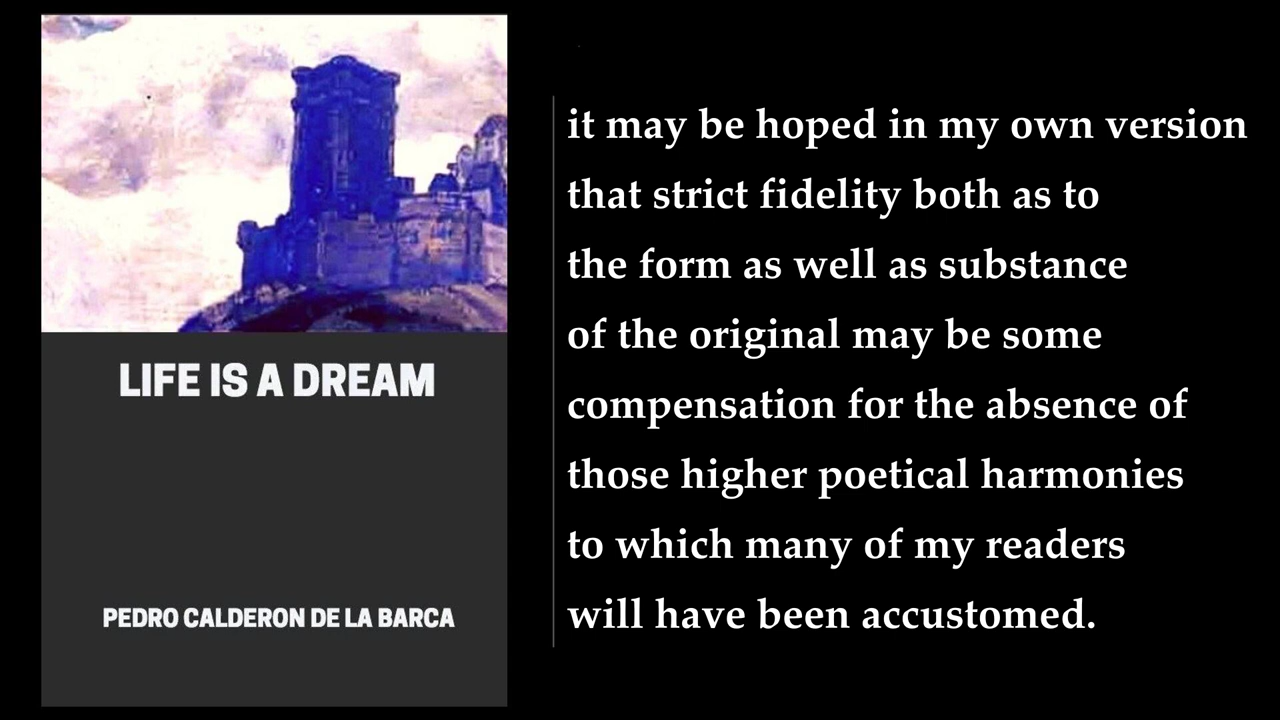 LIFE IS A DREAM
PEDRO CALDERON DE LA BARCA
it may be hoped in my own version
that strict fidelity both as to
the form as well as substance
of the original may be some
compensation for the absence of
those higher poetical harmonies
to which many of my readers
will have been accustomed.